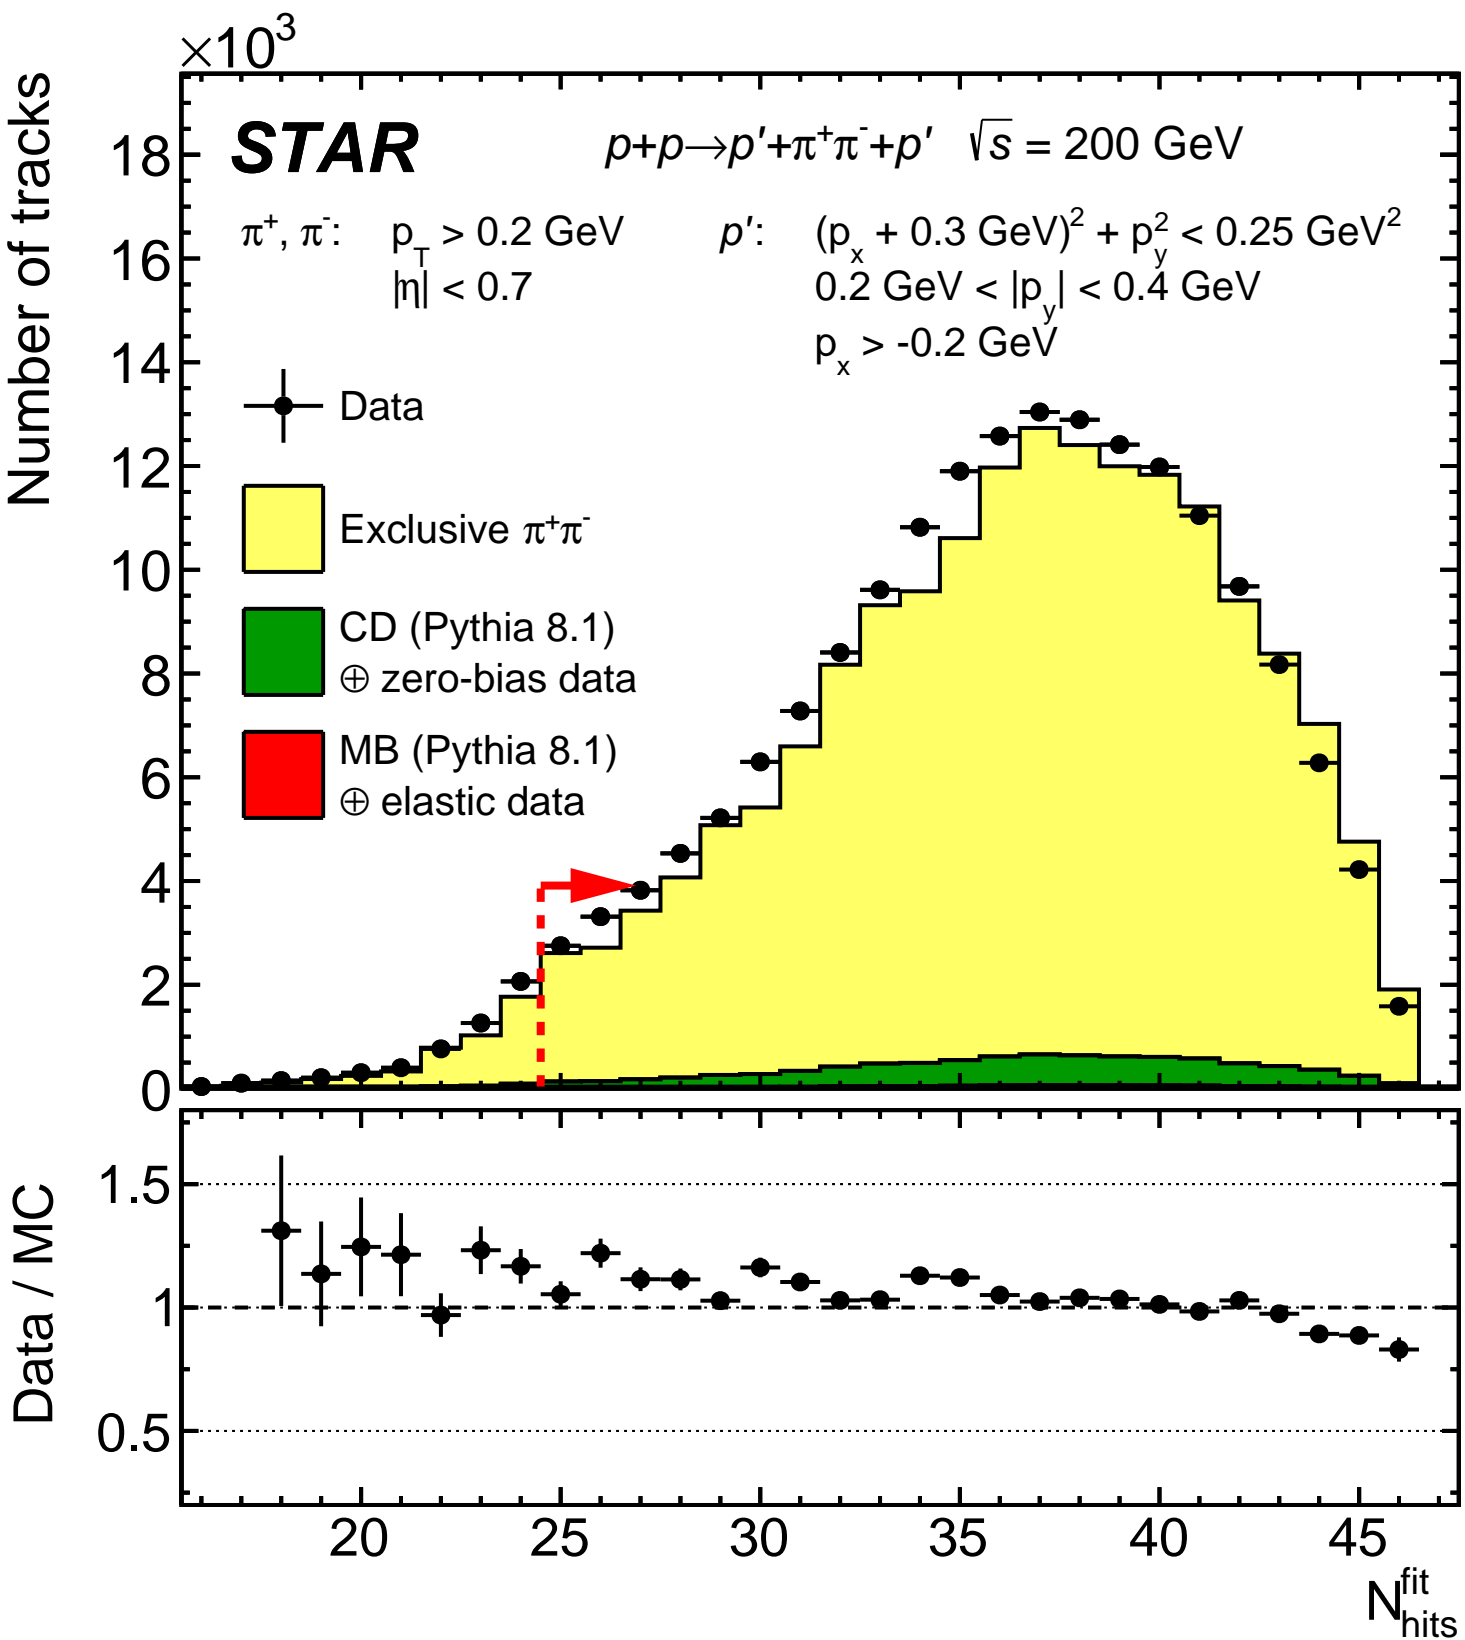 ×10³
Number of tracks
STAR p+p→p′+π⁺π⁻+p′ √s = 200 GeV
π⁺, π⁻: p_T > 0.2 GeV p′: (p_x + 0.3 GeV)² + p_y² < 0.25 GeV²
|η| < 0.7 0.2 GeV < |p_y| < 0.4 GeV
p_x > -0.2 GeV
Data
Exclusive π⁺π⁻
CD (Pythia 8.1)
⊕ zero-bias data
MB (Pythia 8.1)
⊕ elastic data
18
16
14
12
10
8
6
4
2
0
Data / MC
1.5
1
0.5
20 25 30 35 40 45
N_hits^fit